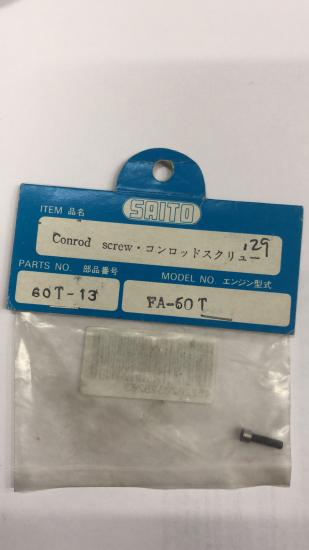 SAITO
ITEM 品名
Conrod screw・コンロッドスクリュー
129
PARTS NO. 部品番号
MODEL NO. エンジン型式
60T-13
FA-60T